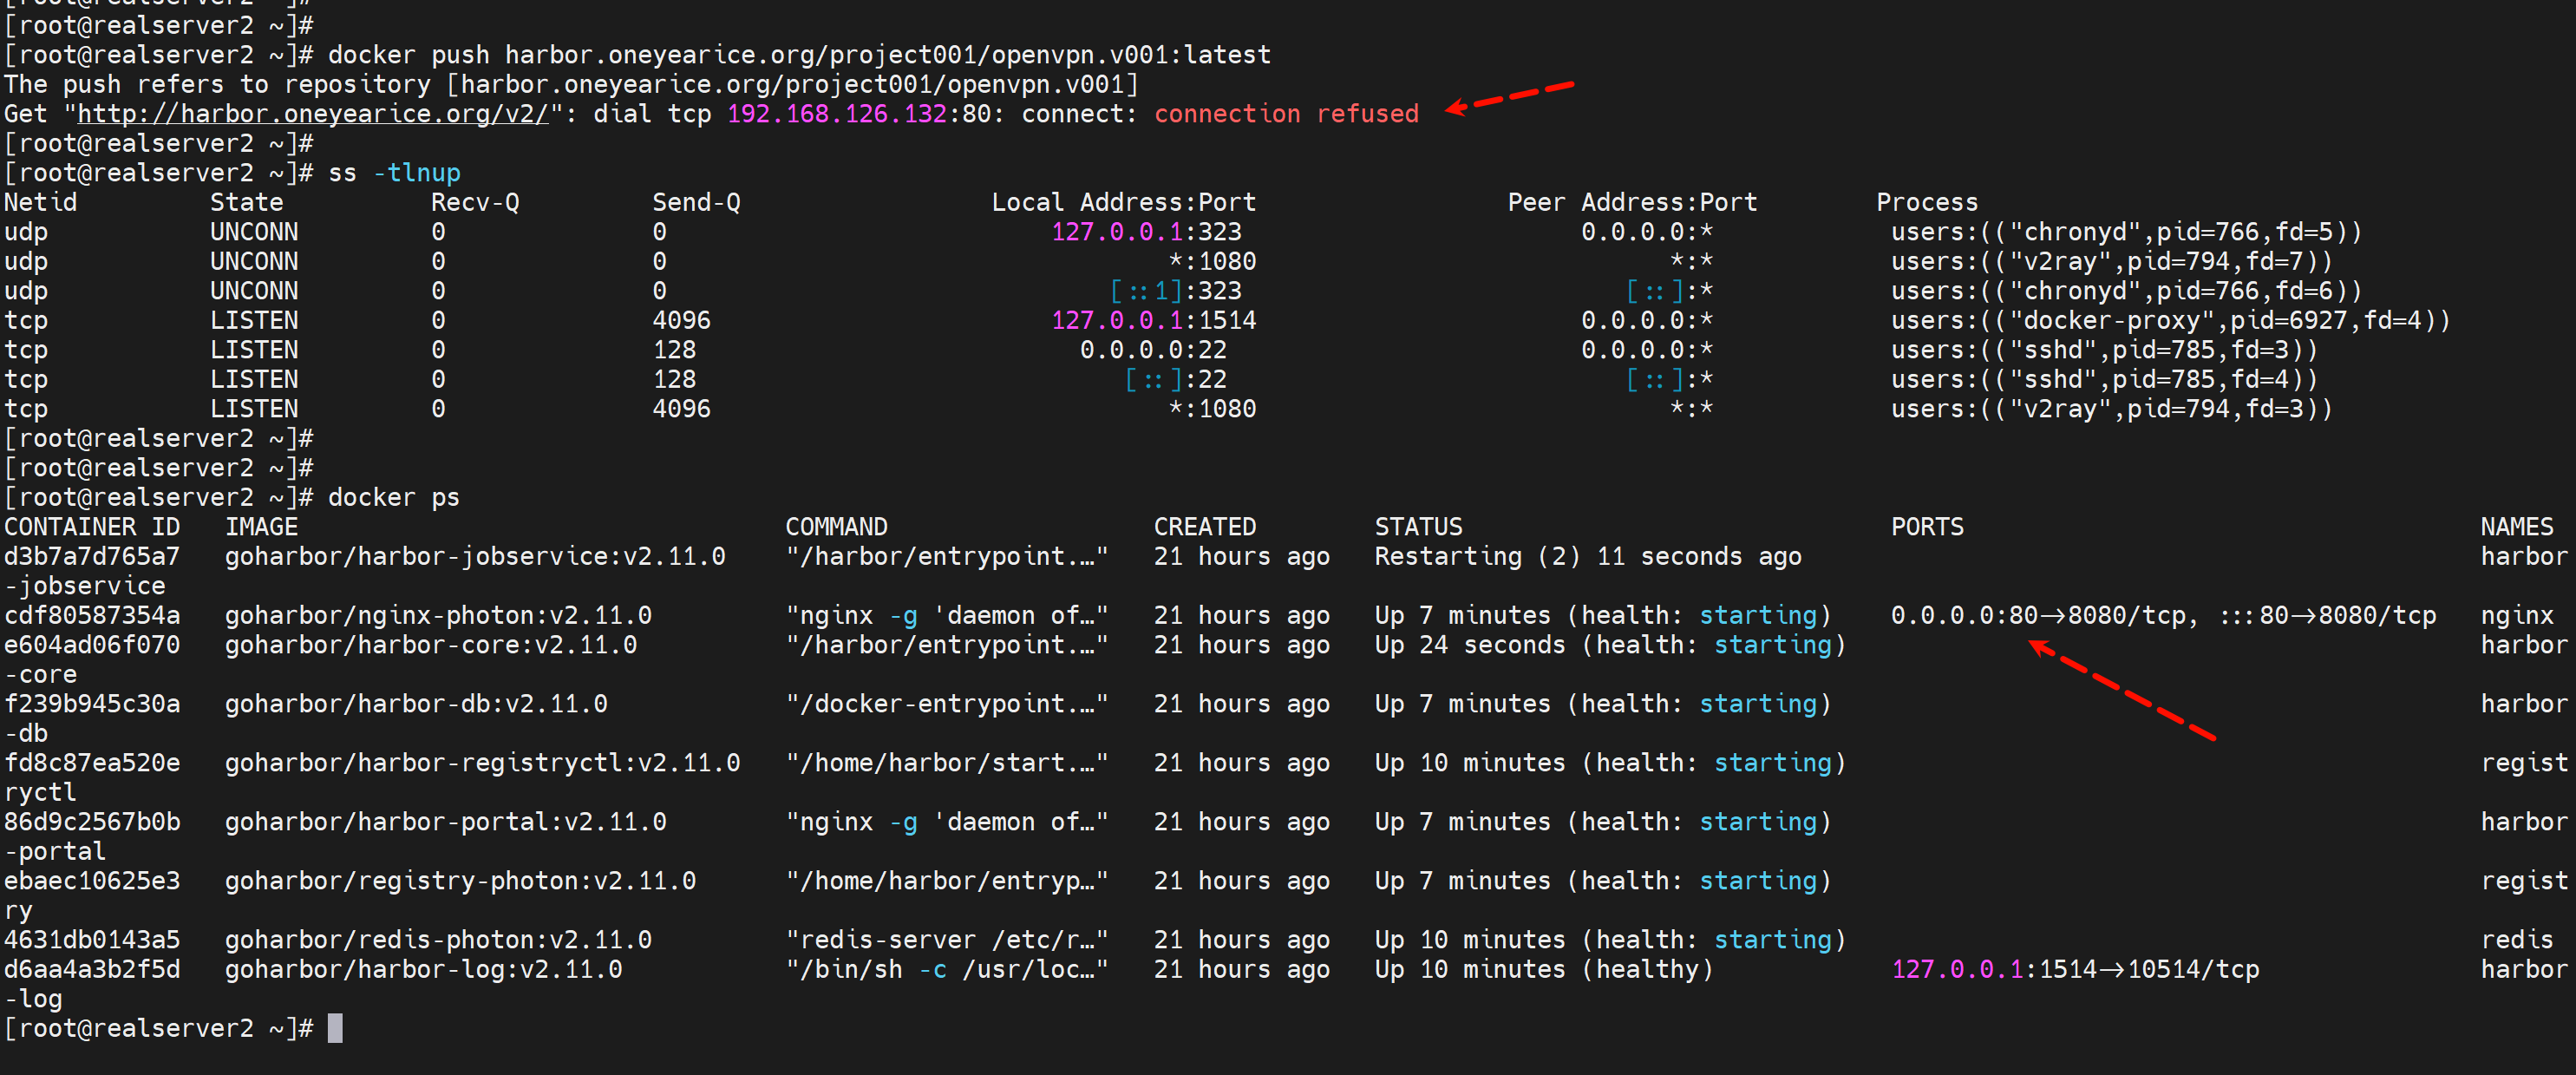 [root@realserver2 ~]#
[root@realserver2 ~]#
[root@realserver2 ~]# docker push harbor.oneyearice.org/project001/openvpn.v001:latest
The push refers to repository [harbor.oneyearice.org/project001/openvpn.v001]
Get "http://harbor.oneyearice.org/v2/": dial tcp 192.168.126.132:80: connect: connection refused
[root@realserver2 ~]#
[root@realserver2 ~]# ss -tlnup
Netid State Recv-Q Send-Q Local Address:Port Peer Address:Port Process
udp UNCONN 0 0 127.0.0.1:323 0.0.0.0:* users:(("chronyd",pid=766,fd=5))
udp UNCONN 0 0 *:1080 *:* users:(("v2ray",pid=794,fd=7))
udp UNCONN 0 0 [::1]:323 [::]:* users:(("chronyd",pid=766,fd=6))
tcp LISTEN 0 4096 127.0.0.1:1514 0.0.0.0:* users:(("docker-proxy",pid=6927,fd=4))
tcp LISTEN 0 128 0.0.0.0:22 0.0.0.0:* users:(("sshd",pid=785,fd=3))
tcp LISTEN 0 128 [::]:22 [::]:* users:(("sshd",pid=785,fd=4))
tcp LISTEN 0 4096 *:1080 *:* users:(("v2ray",pid=794,fd=3))
[root@realserver2 ~]#
[root@realserver2 ~]#
[root@realserver2 ~]# docker ps
CONTAINER ID IMAGE COMMAND CREATED STATUS PORTS NAMES
d3b7a7d765a7 goharbor/harbor-jobservice:v2.11.0 "/harbor/entrypoint.…" 21 hours ago Restarting (2) 11 seconds ago harbor
-jobservice
cdf80587354a goharbor/nginx-photon:v2.11.0 "nginx -g 'daemon of…" 21 hours ago Up 7 minutes (health: starting) 0.0.0.0:80->8080/tcp, :::80->8080/tcp nginx
e604ad06f070 goharbor/harbor-core:v2.11.0 "/harbor/entrypoint.…" 21 hours ago Up 24 seconds (health: starting) harbor
-core
f239b945c30a goharbor/harbor-db:v2.11.0 "/docker-entrypoint.…" 21 hours ago Up 7 minutes (health: starting) harbor
-db
fd8c87ea520e goharbor/harbor-registryctl:v2.11.0 "/home/harbor/start.…" 21 hours ago Up 10 minutes (health: starting) regist
ryctl
86d9c2567b0b goharbor/harbor-portal:v2.11.0 "nginx -g 'daemon of…" 21 hours ago Up 7 minutes (health: starting) harbor
-portal
ebaec10625e3 goharbor/registry-photon:v2.11.0 "/home/harbor/entryp…" 21 hours ago Up 7 minutes (health: starting) regist
ry
4631db0143a5 goharbor/redis-photon:v2.11.0 "redis-server /etc/r…" 21 hours ago Up 10 minutes (health: starting) redis
d6aa4a3b2f5d goharbor/harbor-log:v2.11.0 "/bin/sh -c /usr/loc…" 21 hours ago Up 10 minutes (healthy) 127.0.0.1:1514->10514/tcp harbor
-log
[root@realserver2 ~]#